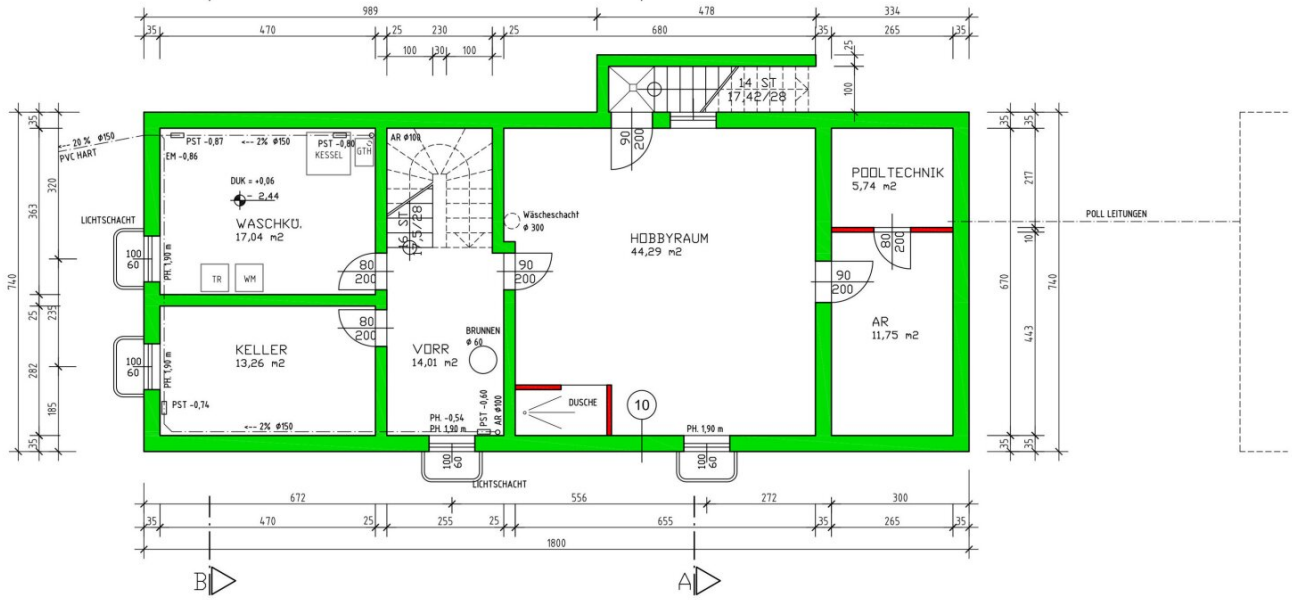 989
478
334
35
470
25
230
25
680
35
265
35
100
30
100
25
100
14 ST
17,42/28
90
200
20 % ø150
PVC HART
PST -0,87
<-- 2% ø150
PST -0,80
KESSEL
GTH
AR ø100
EM -0,86
DUK = +0,06
- 2,44
WASCHKÜ.
17,04 m2
TR
WM
LICHTSCHACHT
100
60
PH. 1,90 m
16 ST
Wäscheschacht
ø 300
HOBBYRAUM
44,29 m2
POOLTECHNIK
5,74 m2
POLL LEITUNGEN
80
200
80
200
90
200
90
200
80
200
KELLER
13,26 m2
100
60
PH. 1,90 m
PST -0,74
<-- 2% ø150
VORR
14,01 m2
BRUNNEN
ø 60
PH. -0,54
PH. 1,90 m
PST -0,60
AR ø100
DUSCHE
10
PH. 1,90 m
AR
11,75 m2
100
60
100
60
LICHTSCHACHT
740
35
363
25
282
35
320
235
185
35
670
35
35
217
10
443
35
740
672
556
272
300
35
470
25
255
25
655
35
265
35
1800
B
A